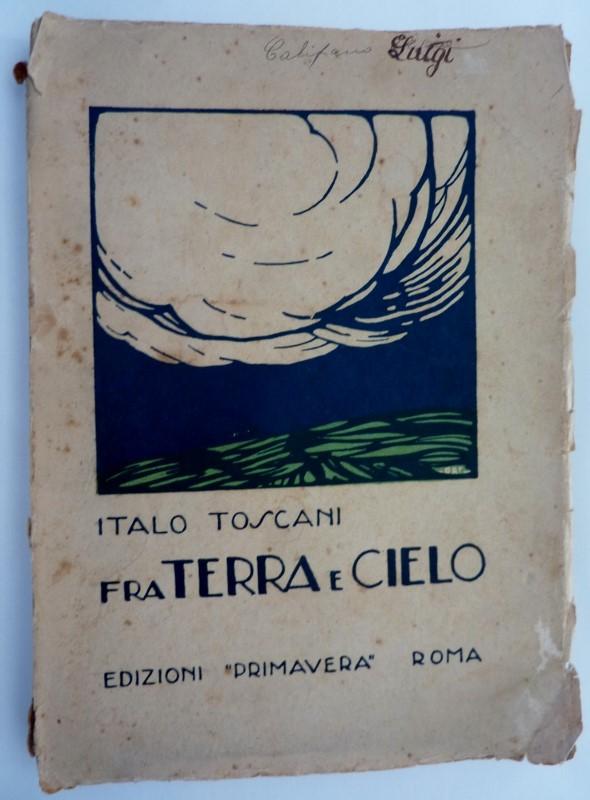 Califano Luigi
ITALO TOSCANI
FRA TERRA E CIELO
EDIZIONI "PRIMAVERA" ROMA